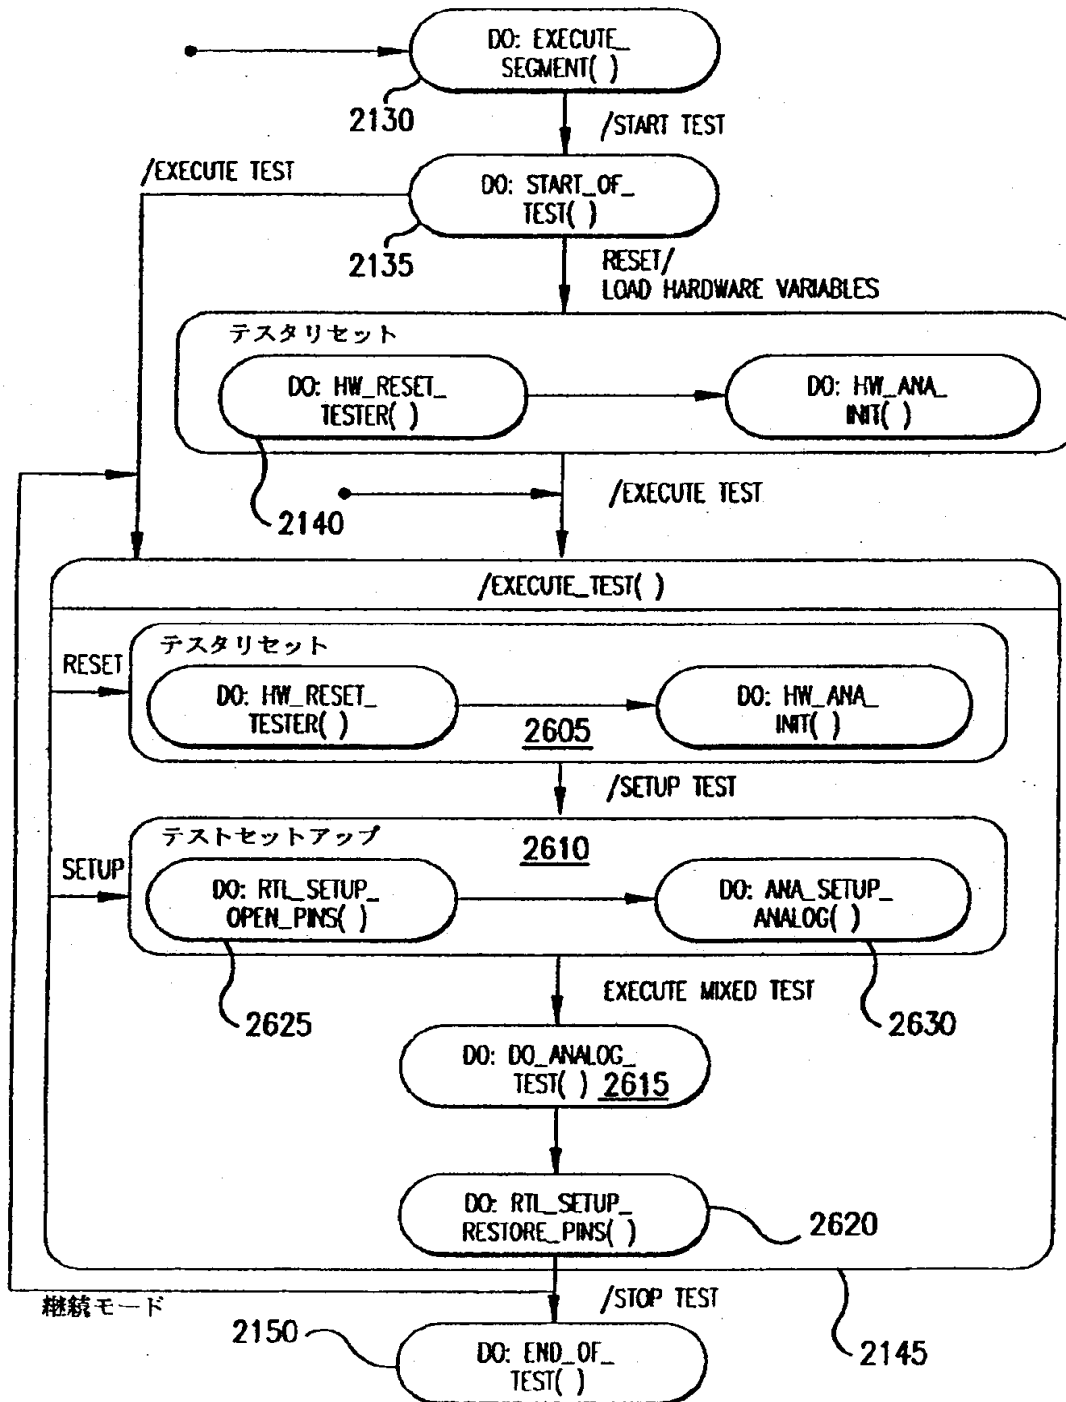 DO: EXECUTE_
SEGMENT( )
2130
/START TEST
/EXECUTE TEST
DO: START_OF_
TEST( )
2135
RESET/
LOAD HARDWARE VARIABLES
テスタリセット
DO: HW_RESET_
TESTER( )
DO: HW_ANA_
INIT( )
/EXECUTE TEST
2140
/EXECUTE_TEST( )
テスタリセット
RESET
DO: HW_RESET_
TESTER( )
DO: HW_ANA_
INIT( )
2605
/SETUP TEST
テストセットアップ
2610
SETUP
DO: RTL_SETUP_
OPEN_PINS( )
DO: ANA_SETUP_
ANALOG( )
EXECUTE MIXED TEST
2625
2630
DO: DO_ANALOG_
TEST( ) 2615
DO: RTL_SETUP_
RESTORE_PINS( )
2620
継続モード
/STOP TEST
2150
2145
DO: END_OF_
TEST( )